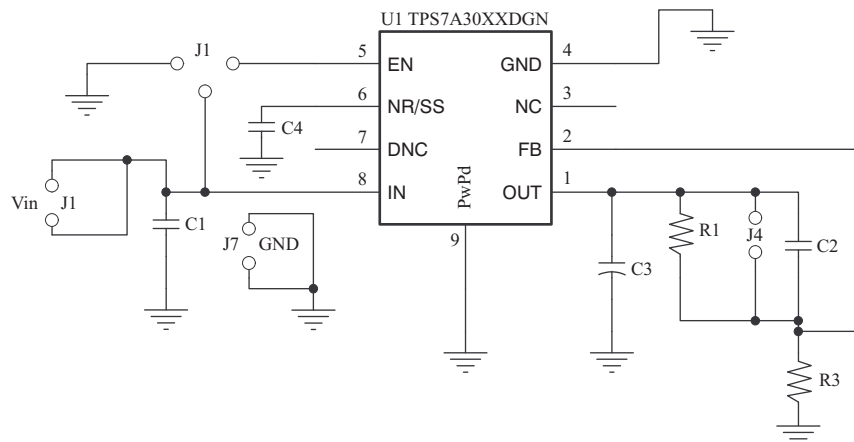 U1 TPS7A30XXDGN
J1
5
EN
GND
4
6
NR/SS
NC
3
C4
7
DNC
FB
2
8
IN
PwPd
OUT
1
Vin
J1
C1
J7
GND
9
C3
R1
J4
C2
R3